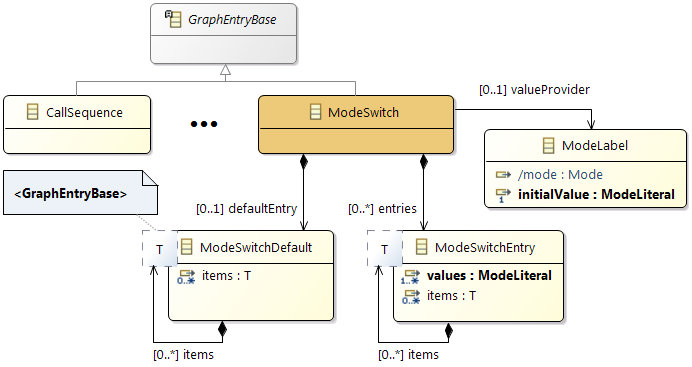 GraphEntryBase
CallSequence
•••
ModeSwitch
[0..1] valueProvider
ModeLabel
/mode : Mode
1 initialValue : ModeLiteral
<GraphEntryBase>
[0..1] defaultEntry
[0..*] entries
T
ModeSwitchDefault
0..* items : T
T
ModeSwitchEntry
1..* values : ModeLiteral
0..* items : T
[0..*] items
[0..*] items